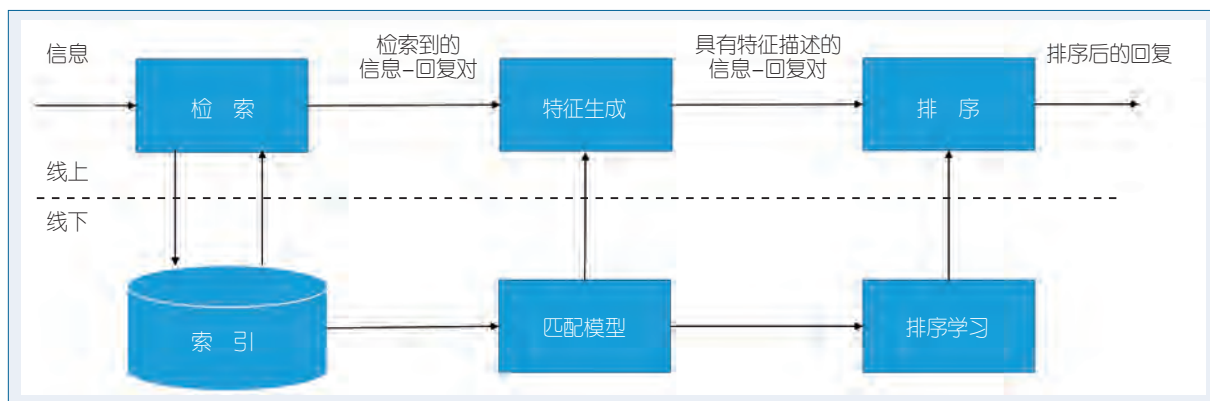 信息
检索到的
信息-回复对
具有特征描述的
信息-回复对
排序后的回复
检 索
特征生成
排 序
线上
线下
索 引
匹配模型
排序学习